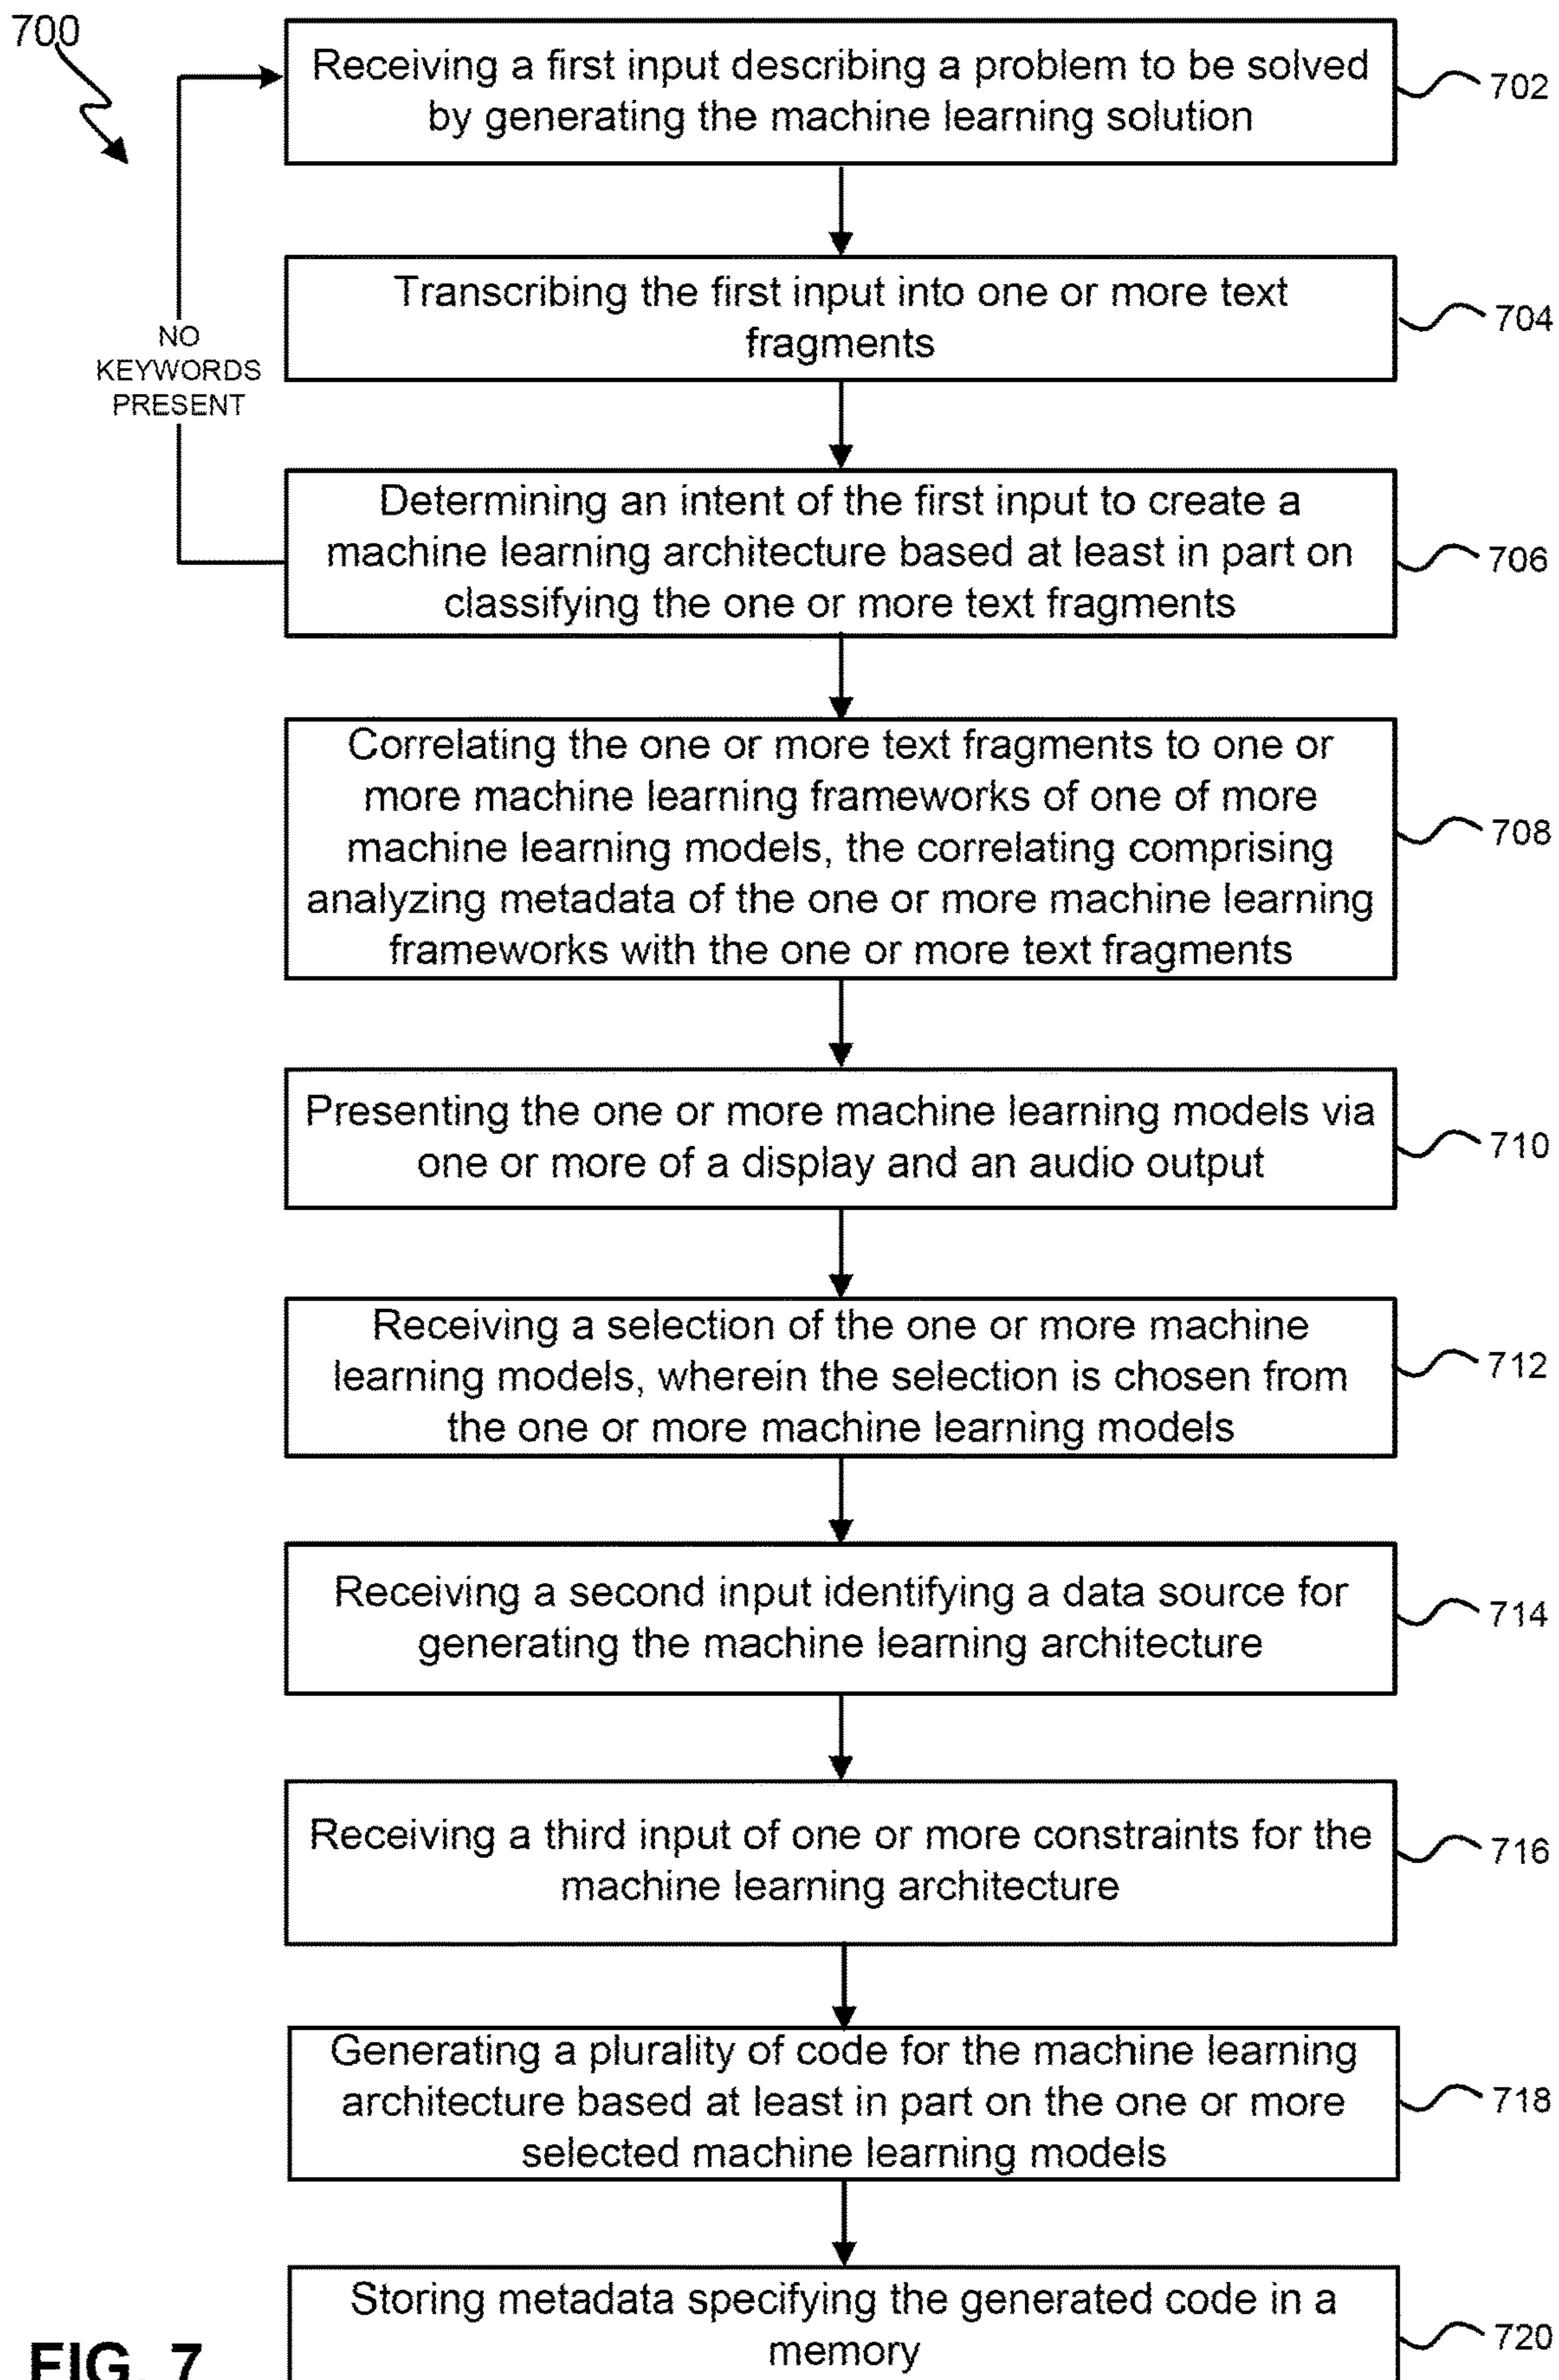 700
Receiving a first input describing a problem to be solved
by generating the machine learning solution
702
Transcribing the first input into one or more text
fragments
704
NO
KEYWORDS
PRESENT
Determining an intent of the first input to create a
machine learning architecture based at least in part on
classifying the one or more text fragments
706
Correlating the one or more text fragments to one or
more machine learning frameworks of one of more
machine learning models, the correlating comprising
analyzing metadata of the one or more machine learning
frameworks with the one or more text fragments
708
Presenting the one or more machine learning models via
one or more of a display and an audio output
710
Receiving a selection of the one or more machine
learning models, wherein the selection is chosen from
the one or more machine learning models
712
Receiving a second input identifying a data source for
generating the machine learning architecture
714
Receiving a third input of one or more constraints for the
machine learning architecture
716
Generating a plurality of code for the machine learning
architecture based at least in part on the one or more
selected machine learning models
718
Storing metadata specifying the generated code in a
memory
720
FIG. 7